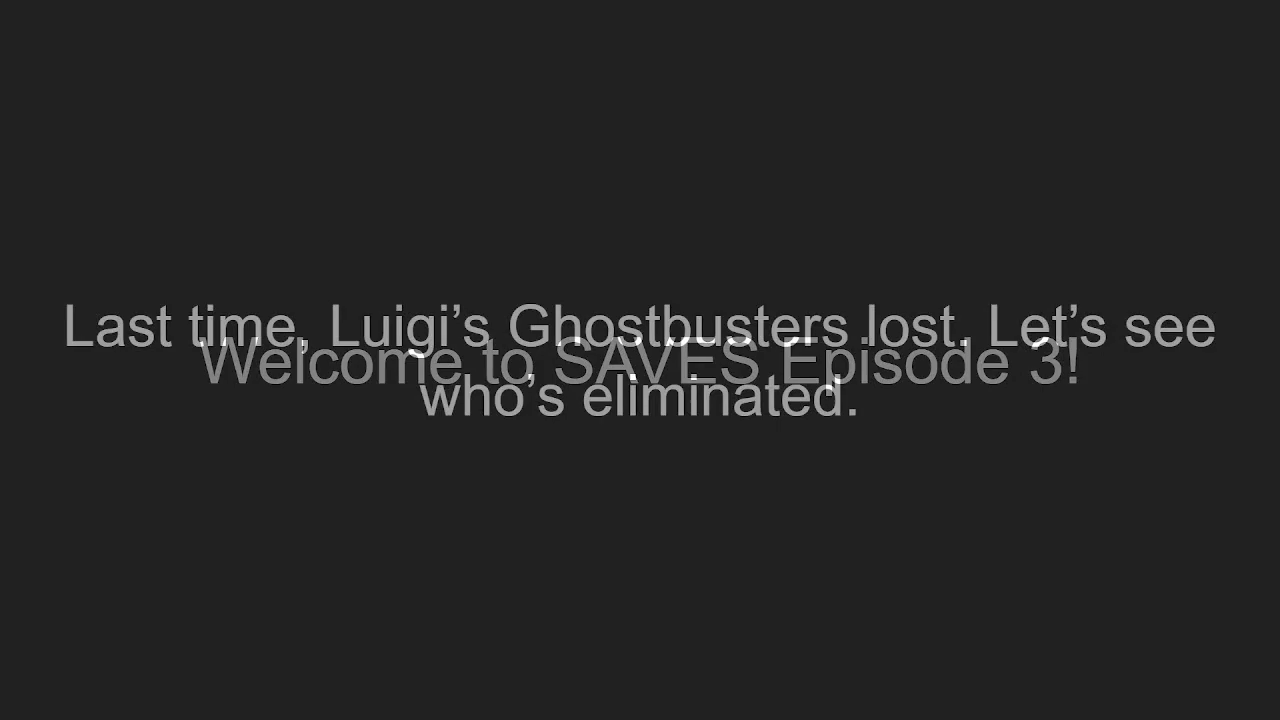 Last time, Luigi’s Ghostbusters lost. Let’s see
Welcome to SAVES Episode 3!
who’s eliminated.